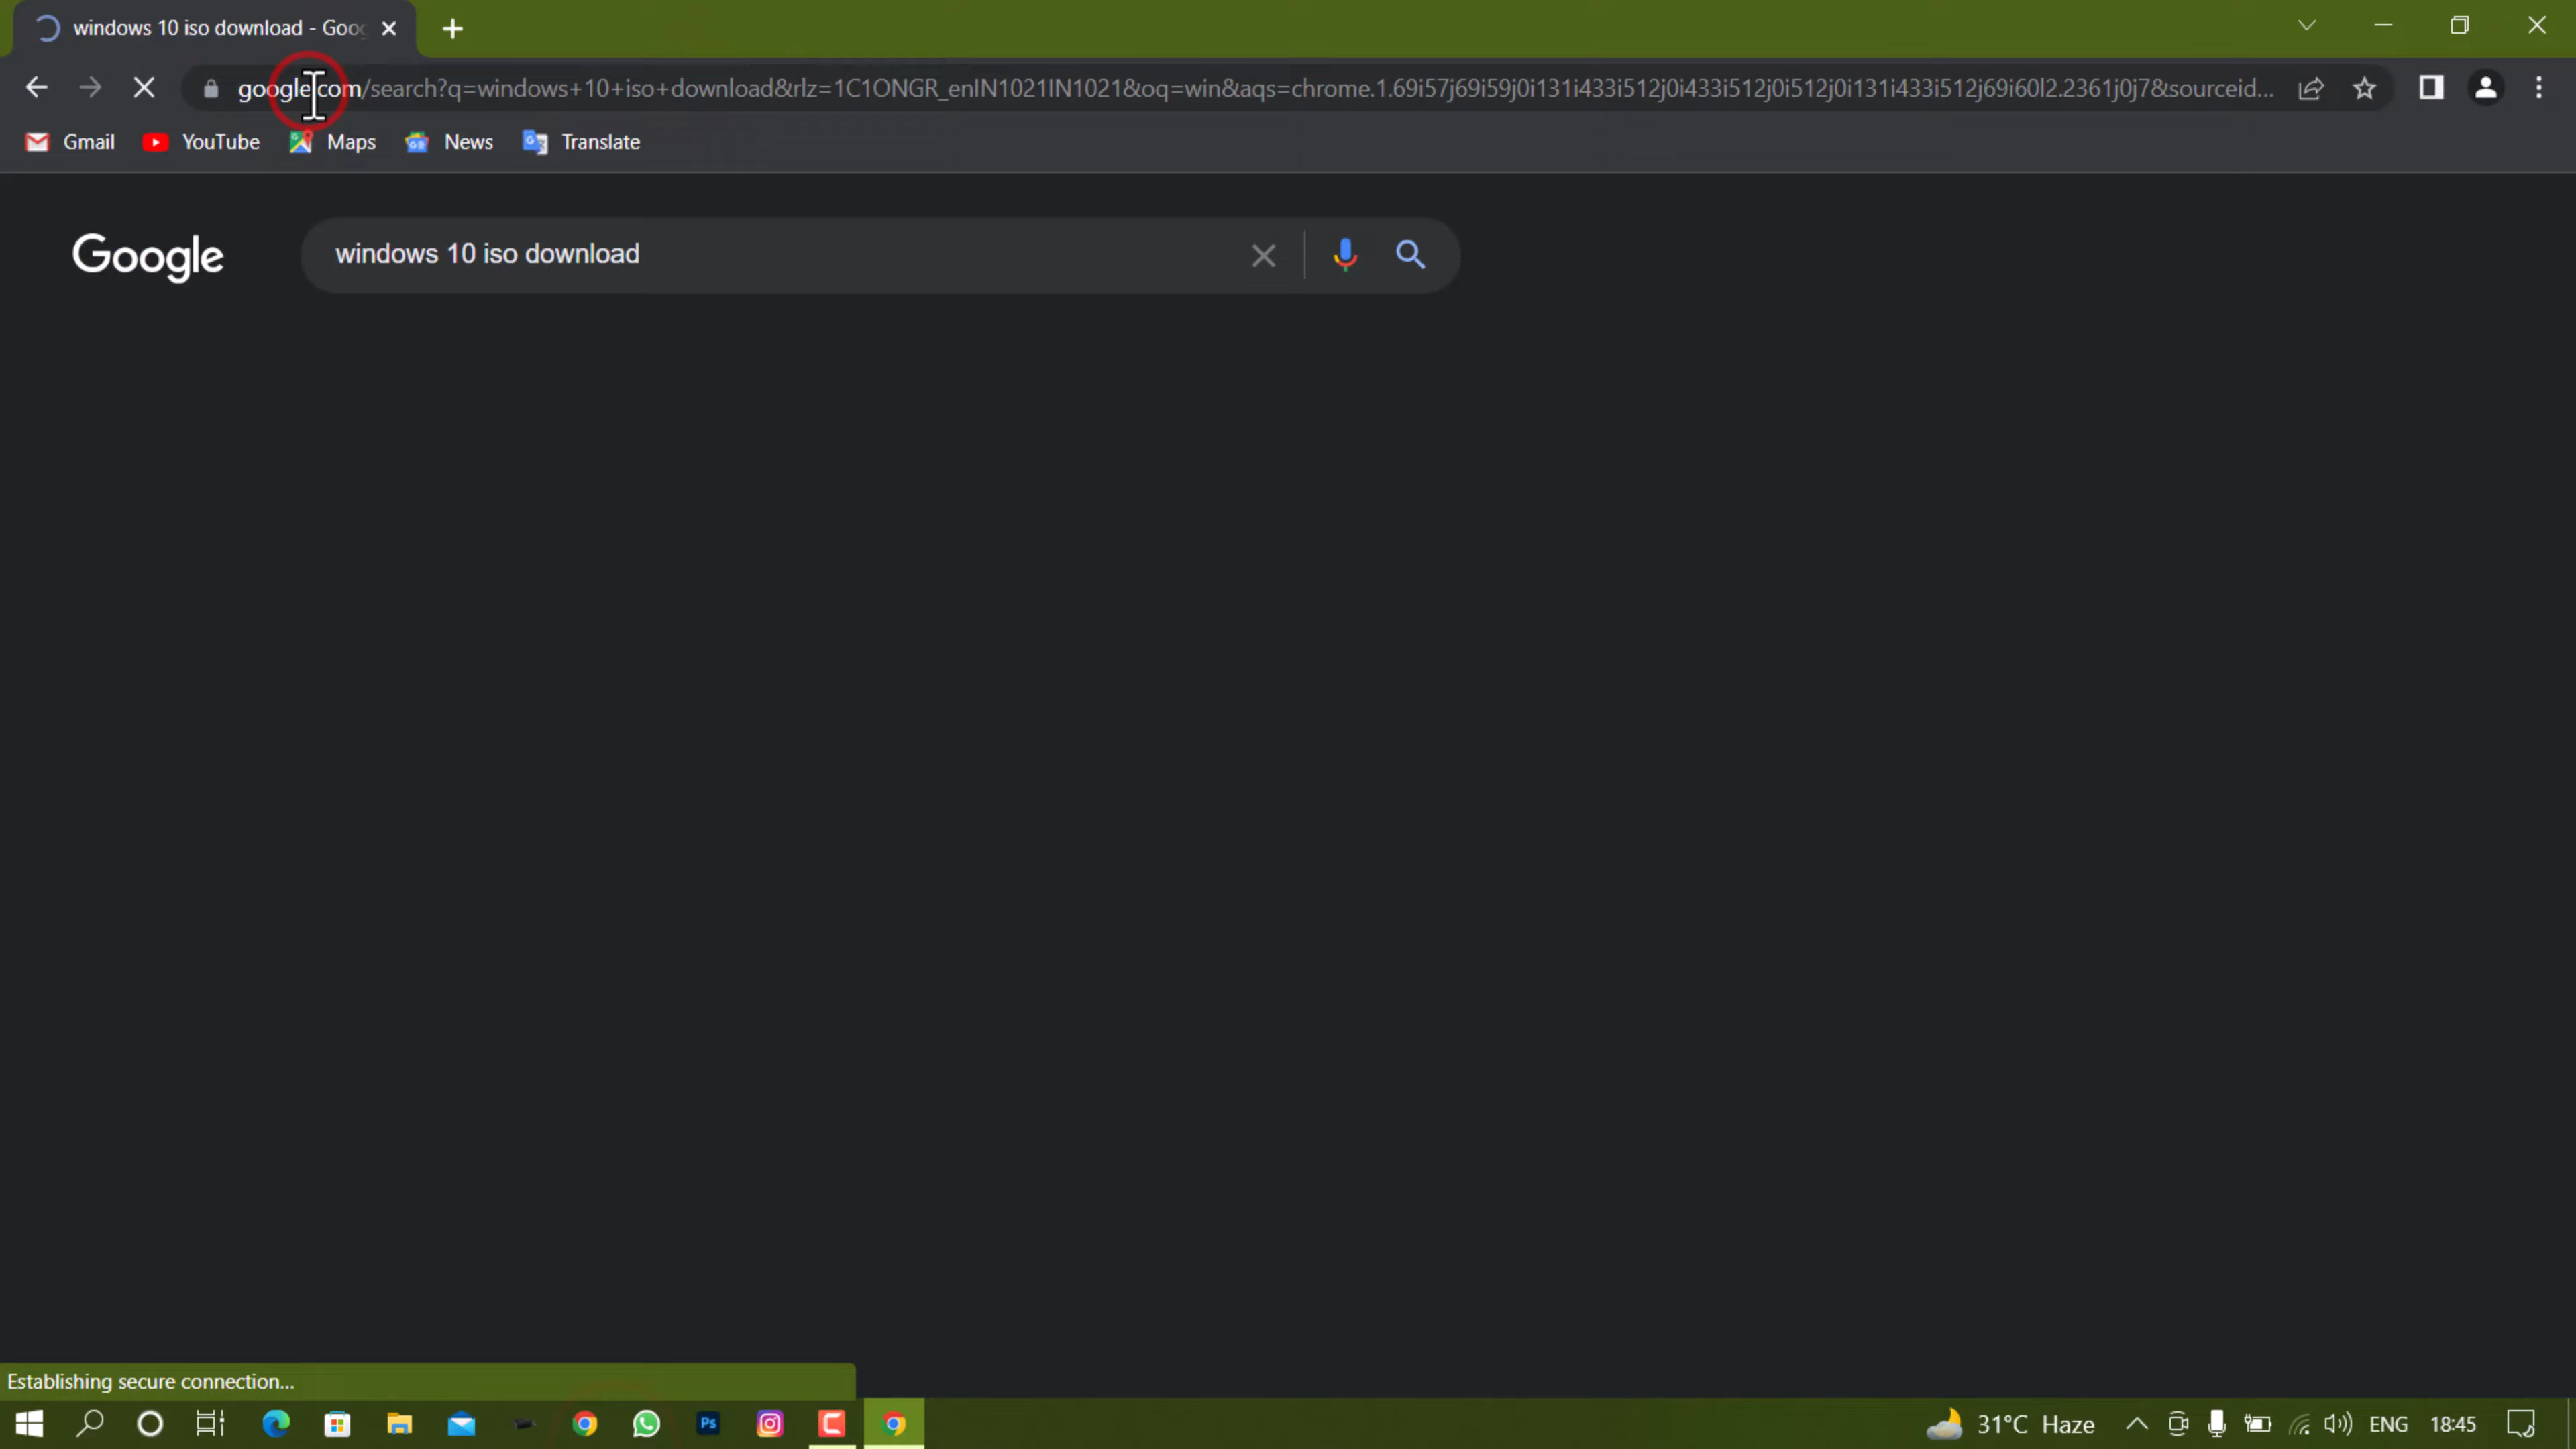 windows 10 iso download - Goog
google.com/search?q=windows+10+iso+download&rlz=1C1ONGR_enIN1021IN1021&oq=win&aqs=chrome.1.69i57j69i59j0i131i433i512j0i433i512j0i512j0i131i433i512j69i60l2.2361j0j7&sourceid...
Gmail YouTube Maps News Translate
Google windows 10 iso download
Establishing secure connection...
Ps 31°C Haze ENG 18:45